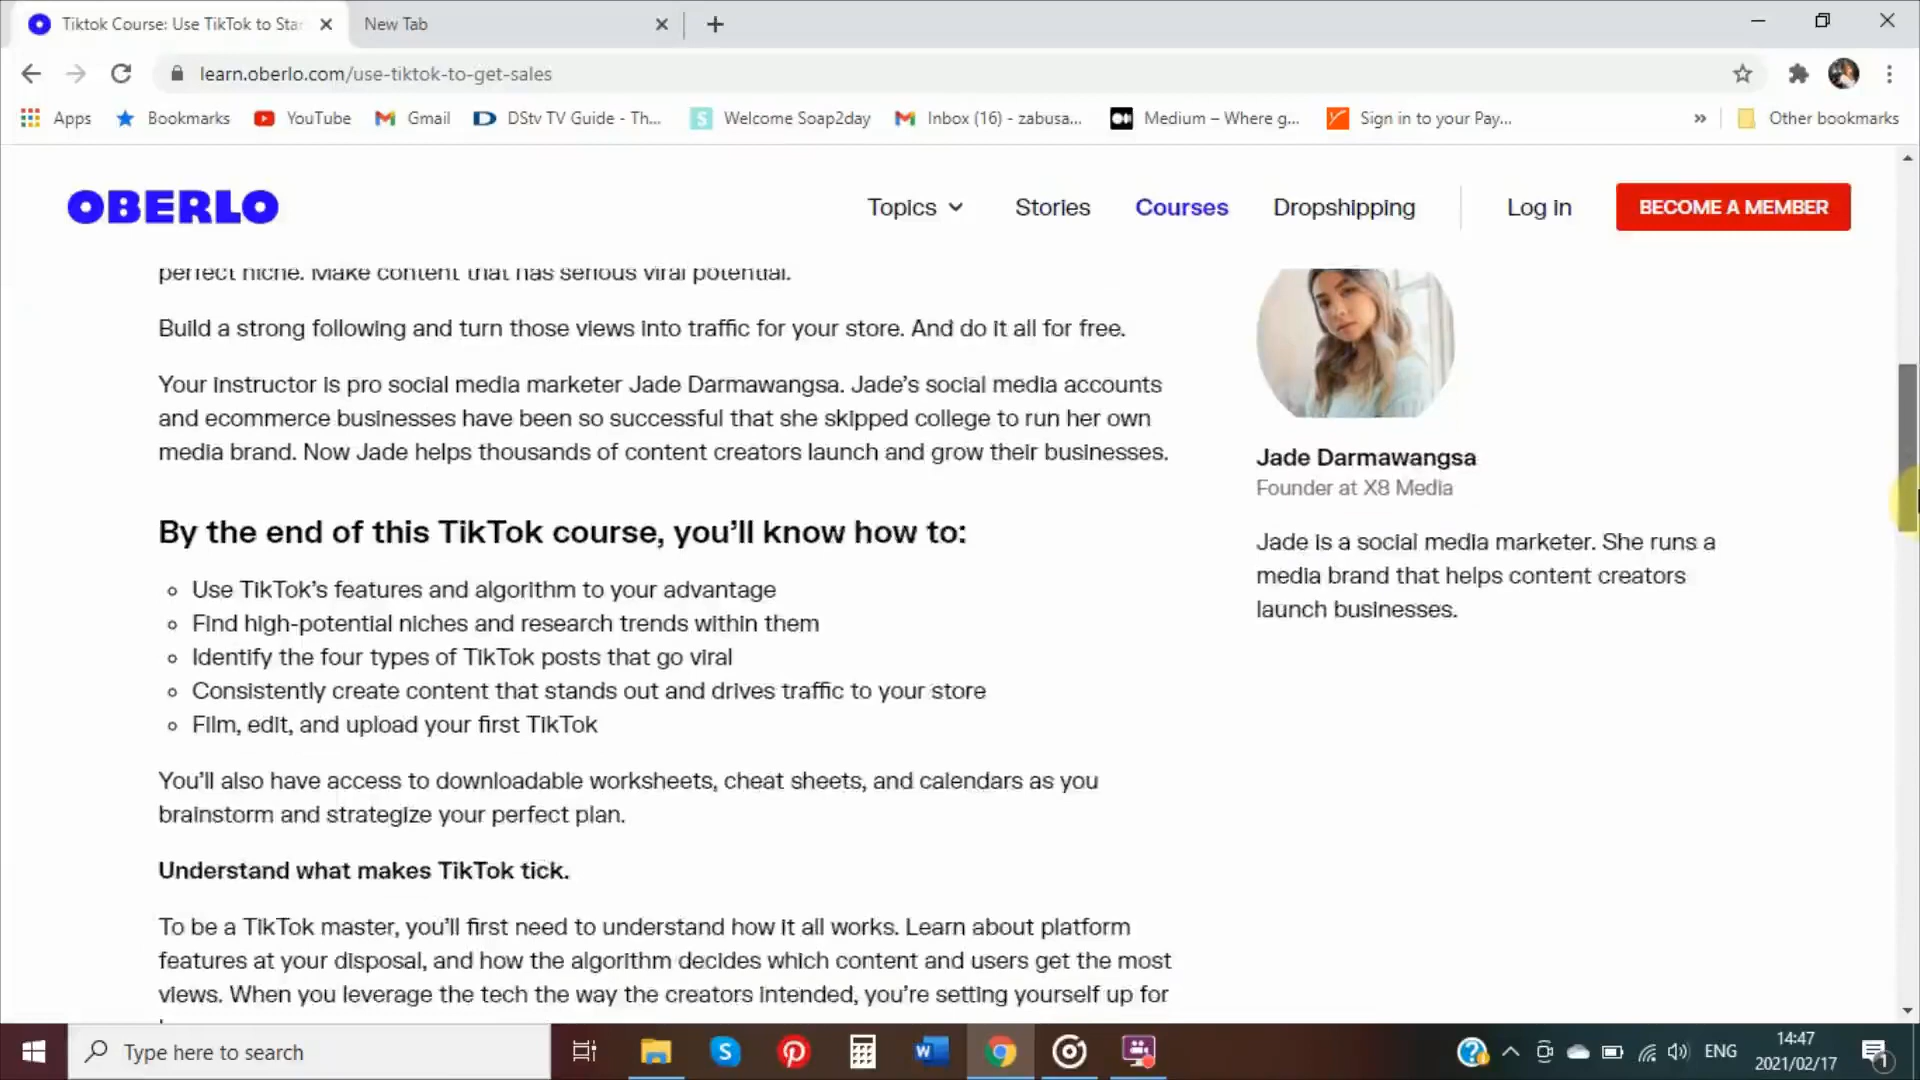 Tiktok Course: Use TikTok to Star
New Tab
learn.oberlo.com/use-tiktok-to-get-sales
Apps
Bookmarks
YouTube
Gmail
DStv TV Guide - Th...
Welcome Soap2day
Inbox (16) - zabusa...
Medium – Where g...
Sign in to your Pay...
»
Other bookmarks
OBERLO
Topics
Stories
Courses
Dropshipping
Log in
BECOME A MEMBER
perfect niche. Make content that has serious viral potential.
Build a strong following and turn those views into traffic for your store. And do it all for free.
Your instructor is pro social media marketer Jade Darmawangsa. Jade’s social media accounts
and ecommerce businesses have been so successful that she skipped college to run her own
media brand. Now Jade helps thousands of content creators launch and grow their businesses.
By the end of this TikTok course, you’ll know how to:
Use TikTok’s features and algorithm to your advantage
Find high-potential niches and research trends within them
Identify the four types of TikTok posts that go viral
Consistently create content that stands out and drives traffic to your store
Film, edit, and upload your first TikTok
You’ll also have access to downloadable worksheets, cheat sheets, and calendars as you
brainstorm and strategize your perfect plan.
Understand what makes TikTok tick.
To be a TikTok master, you’ll first need to understand how it all works. Learn about platform
features at your disposal, and how the algorithm decides which content and users get the most
views. When you leverage the tech the way the creators intended, you’re setting yourself up for
Jade Darmawangsa
Founder at X8 Media
Jade is a social media marketer. She runs a
media brand that helps content creators
launch businesses.
Type here to search
ENG
14:47
2021/02/17
1